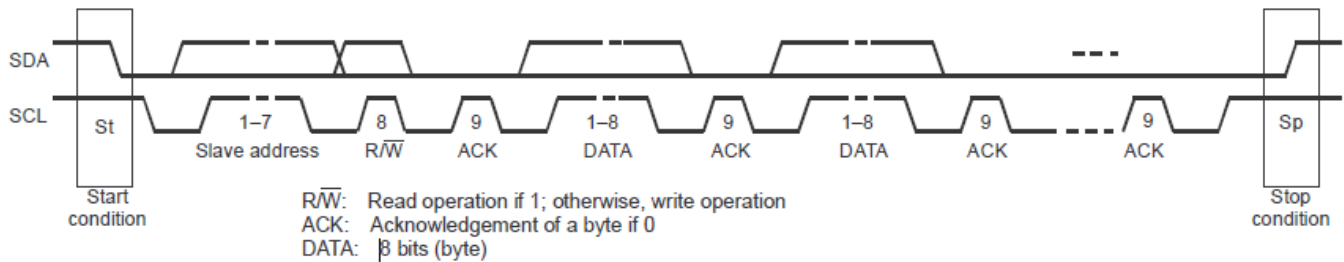 SDA
SCL
St 1–7 8 9 1–8 9 1–8 9 9 Sp
Slave address R/W̅ ACK DATA ACK DATA ACK ACK
Start
condition
Stop
condition
R/W̅: Read operation if 1; otherwise, write operation
ACK: Acknowledgement of a byte if 0
DATA: 8 bits (byte)